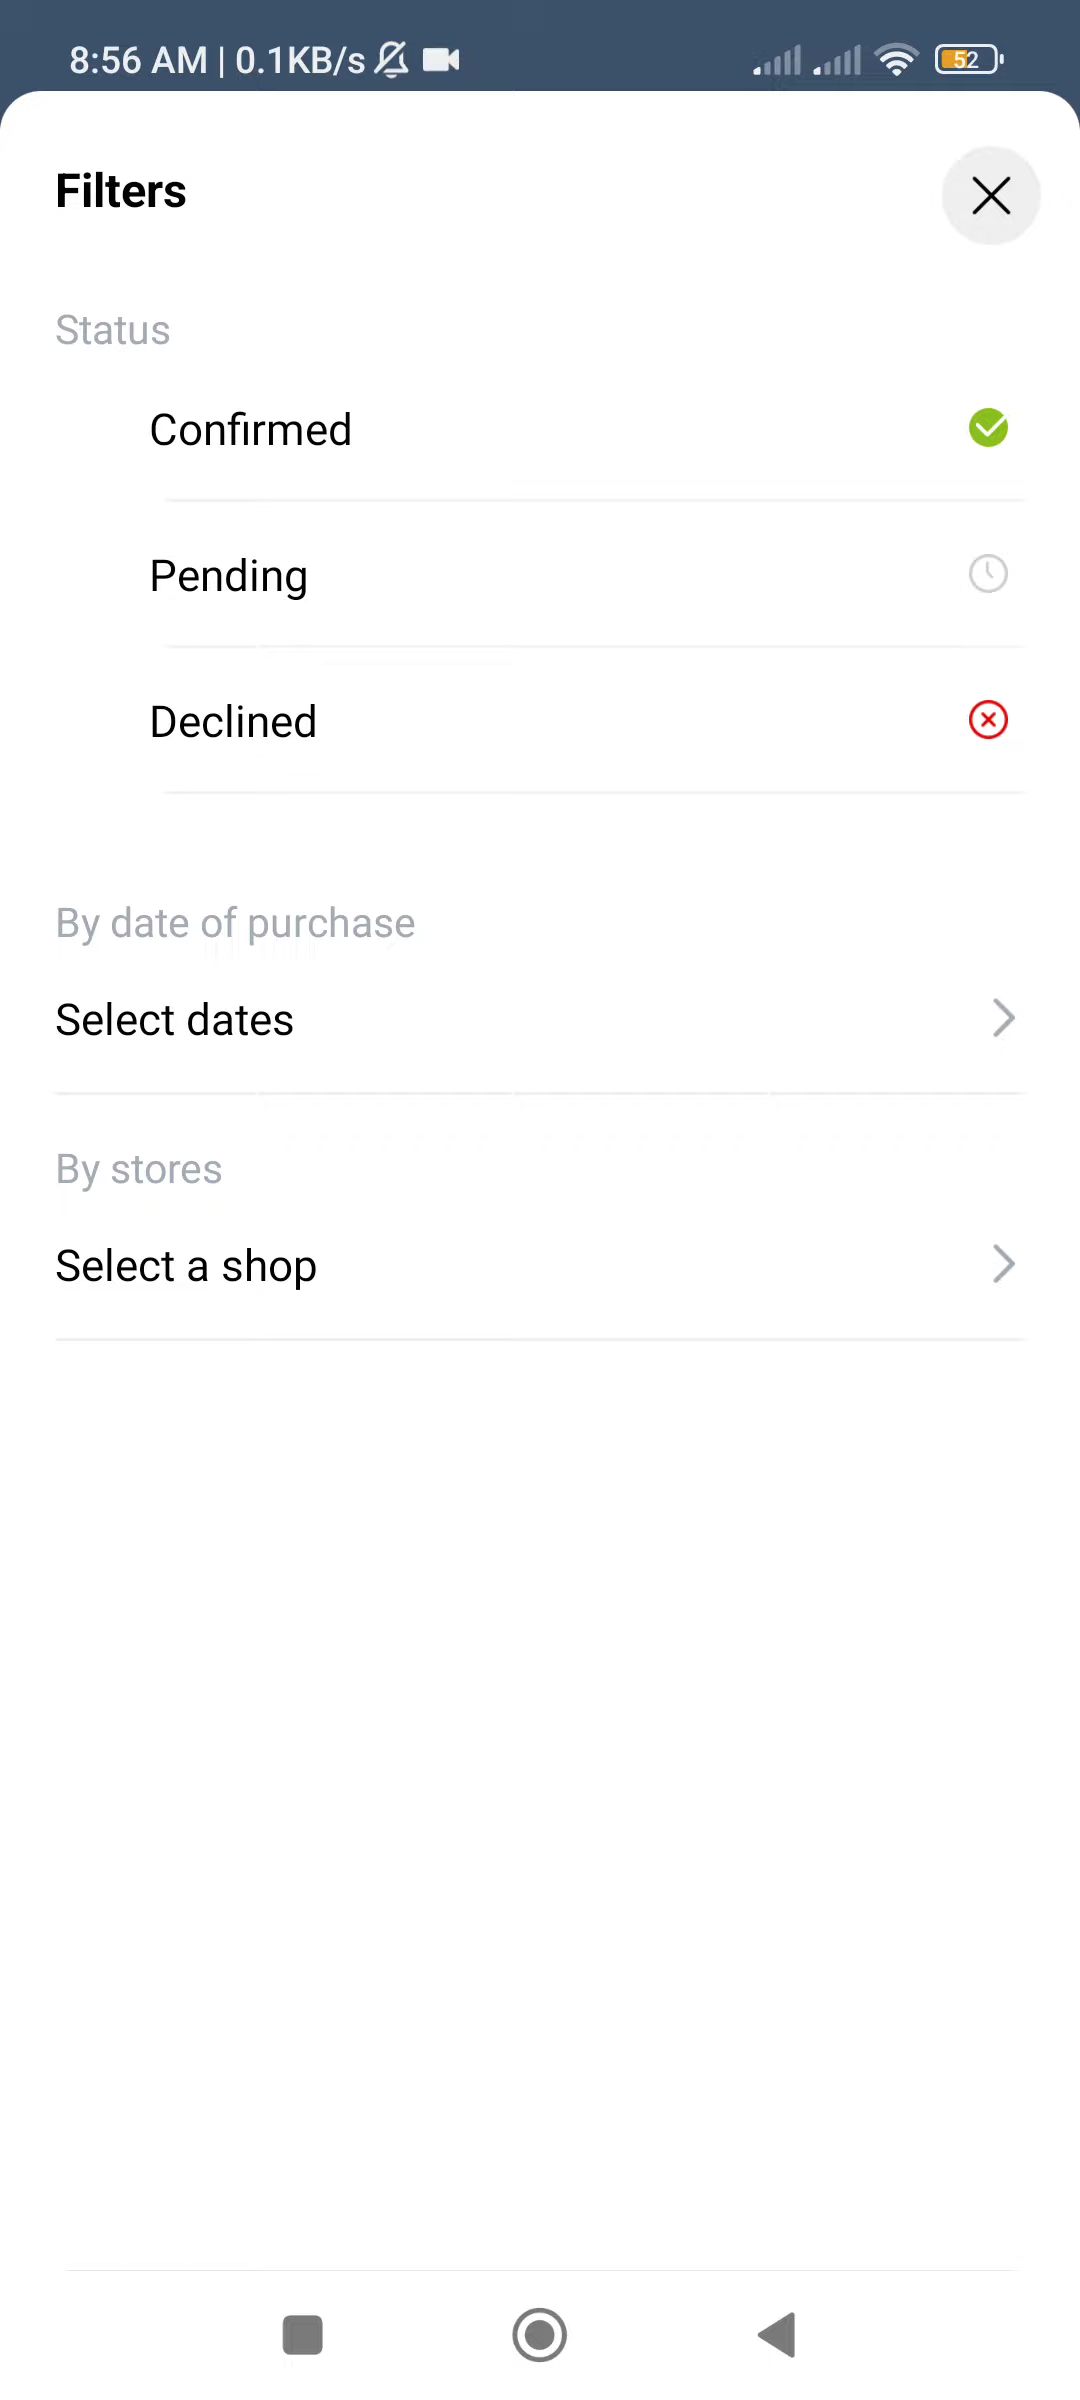 8:56 AM | 0.1KB/s
52
Filters
Status
Confirmed
Pending
Declined
By date of purchase
Select dates
By stores
Select a shop